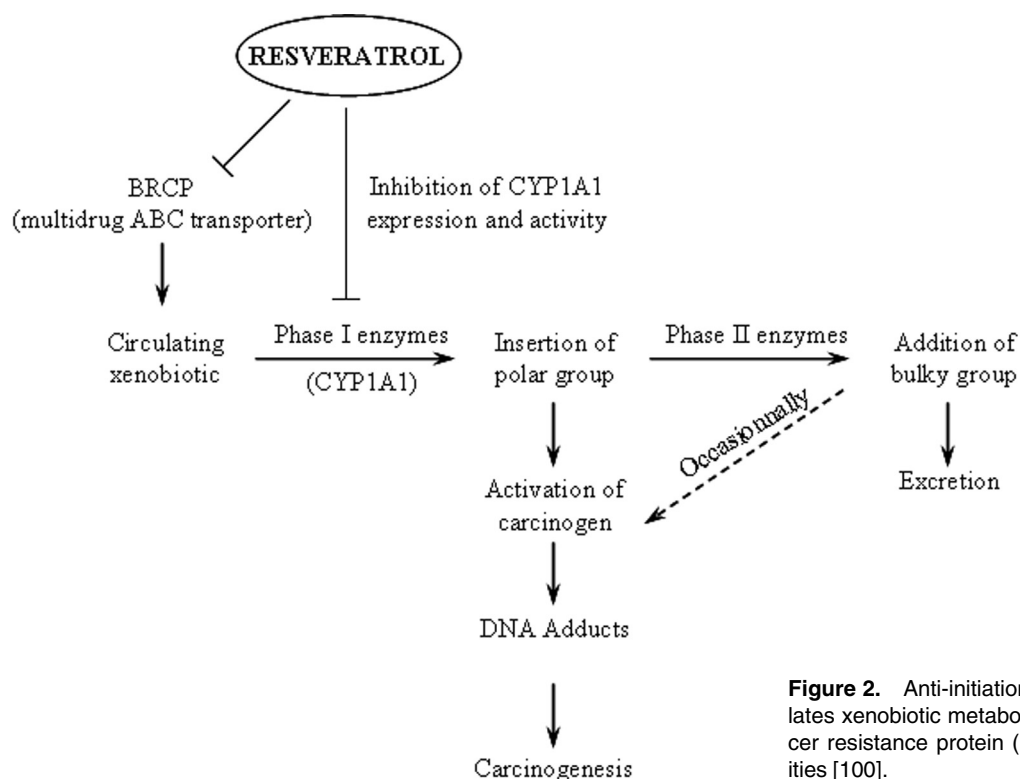 RESVERATROL
BRCP
(multidrug ABC transporter)
Inhibition of CYP1A1
expression and activity
Circulating
xenobiotic
Phase I enzymes
(CYP1A1)
Insertion of
polar group
Phase II enzymes
Addition of
bulky group
Occasionnally
Excretion
Activation of
carcinogen
DNA Adducts
Carcinogenesis
Figure 2. Anti-initiation
lates xenobiotic metabo
cer resistance protein (
ities [100].